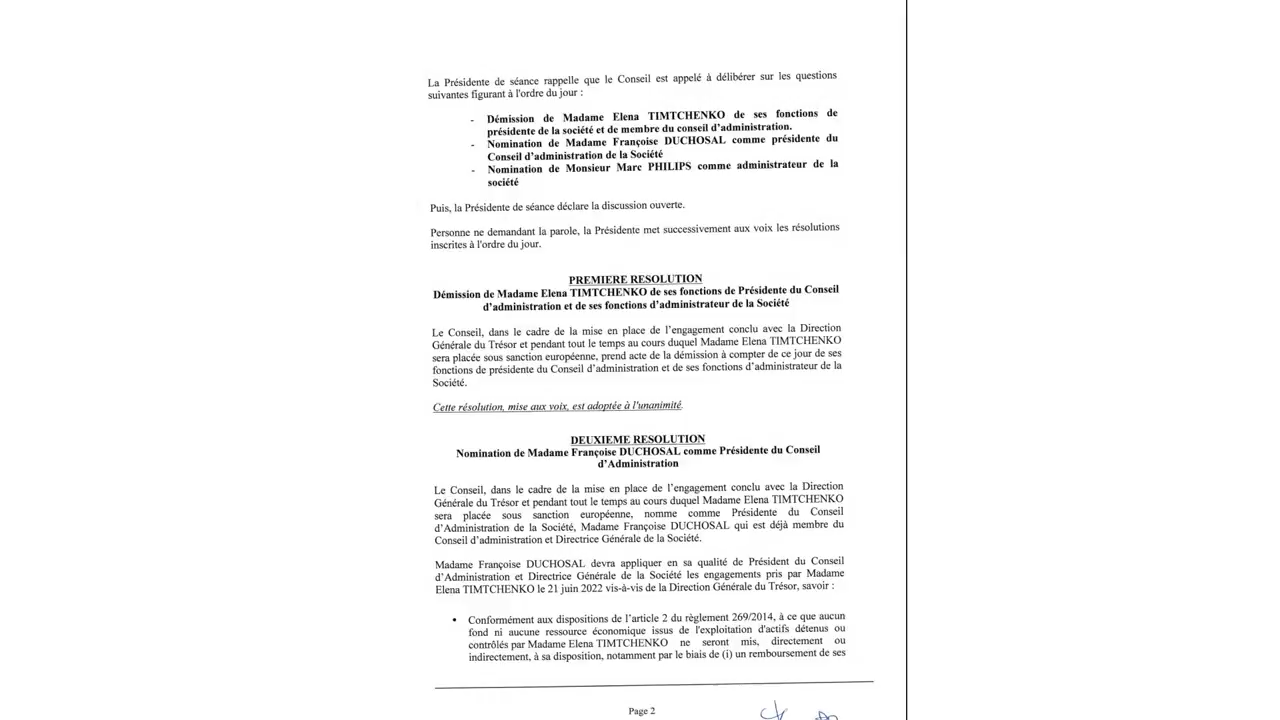 La Présidente de séance rappelle que le Conseil est appelé à délibérer sur les questions
suivantes figurant à l'ordre du jour :
- Démission de Madame Elena TIMTCHENKO de ses fonctions de
présidente de la société et de membre du conseil d'administration.
- Nomination de Madame Françoise DUCHOSAL comme présidente du
Conseil d'administration de la Société
- Nomination de Monsieur Marc PHILIPS comme administrateur de la
société
Puis, la Présidente de séance déclare la discussion ouverte.
Personne ne demandant la parole, la Présidente met successivement aux voix les résolutions
inscrites à l'ordre du jour.
PREMIERE RESOLUTION
Démission de Madame Elena TIMTCHENKO de ses fonctions de Présidente du Conseil
d'administration et de ses fonctions d'administrateur de la Société
Le Conseil, dans le cadre de la mise en place de l'engagement conclu avec la Direction
Générale du Trésor et pendant tout le temps au cours duquel Madame Elena TIMTCHENKO
sera placée sous sanction européenne, prend acte de la démission à compter de ce jour de ses
fonctions de présidente du Conseil d'administration et de ses fonctions d'administrateur de la
Société.
Cette résolution, mise aux voix, est adoptée à l'unanimité.
DEUXIEME RESOLUTION
Nomination de Madame Françoise DUCHOSAL comme Présidente du Conseil
d'Administration
Le Conseil, dans le cadre de la mise en place de l'engagement conclu avec la Direction
Générale du Trésor et pendant tout le temps au cours duquel Madame Elena TIMTCHENKO
sera placée sous sanction européenne, nomme comme Présidente du Conseil
d'Administration de la Société, Madame Françoise DUCHOSAL qui est déjà membre du
Conseil d'administration et Directrice Générale de la Société.
Madame Françoise DUCHOSAL devra appliquer en sa qualité de Président du Conseil
d'Administration et Directrice Générale de la Société les engagements pris par Madame
Elena TIMTCHENKO le 21 juin 2022 vis-à-vis de la Direction Générale du Trésor, savoir :
• Conformément aux dispositions de l'article 2 du règlement 269/2014, à ce que aucun
fond ni aucune ressource économique issus de l'exploitation d'actifs détenus ou
contrôlés par Madame Elena TIMTCHENKO ne seront mis, directement ou
indirectement, à sa disposition, notamment par le biais de (i) un remboursement de ses
Page 2